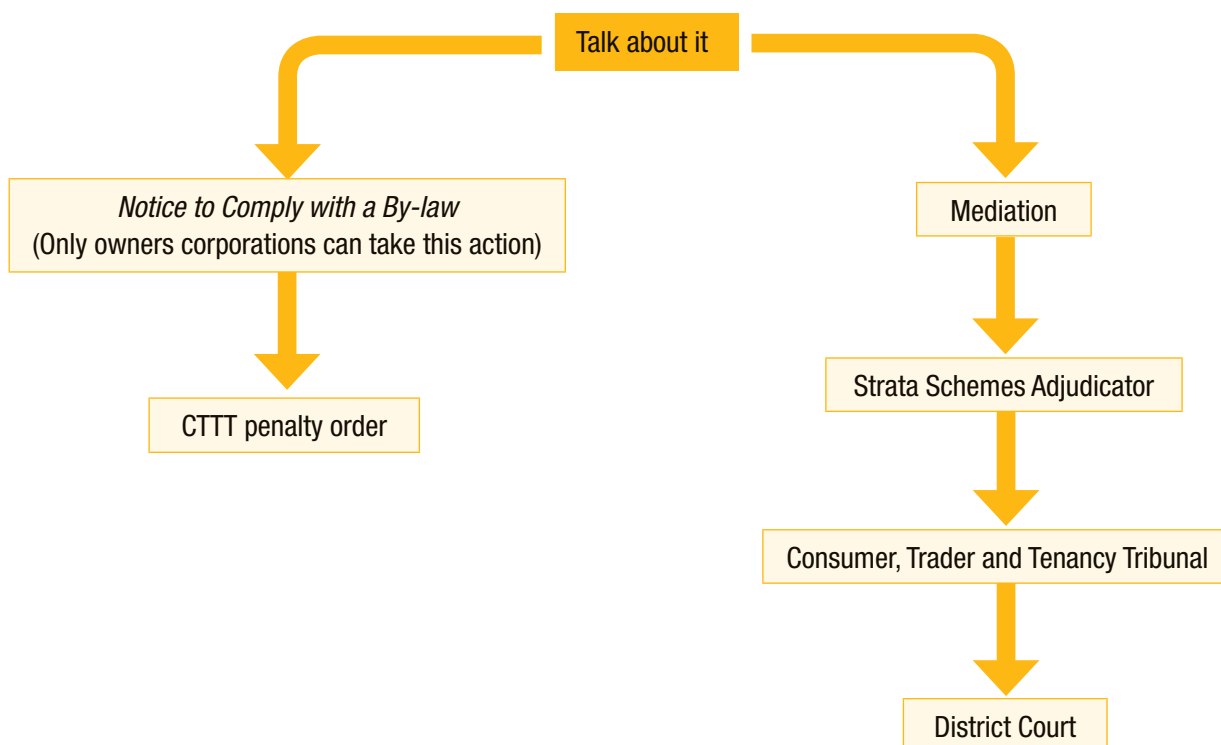 Talk about it
Notice to Comply with a By-law
(Only owners corporations can take this action)
CTTT penalty order
Mediation
Strata Schemes Adjudicator
Consumer, Trader and Tenancy Tribunal
District Court